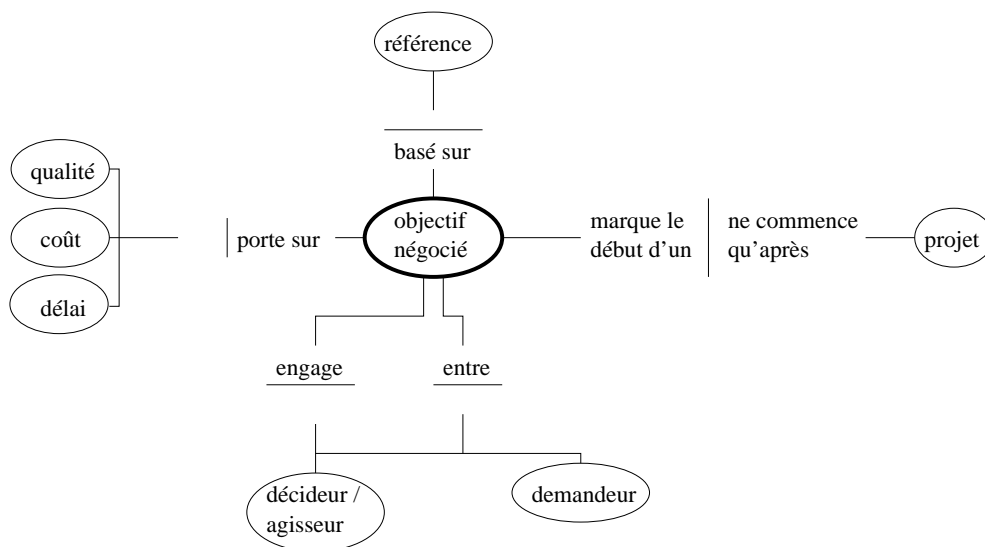 référence
basé sur
qualité
coût
délai
porte sur
objectif
négocié
marque le
début d'un
ne commence
qu'après
projet
engage
entre
décideur /
agisseur
demandeur